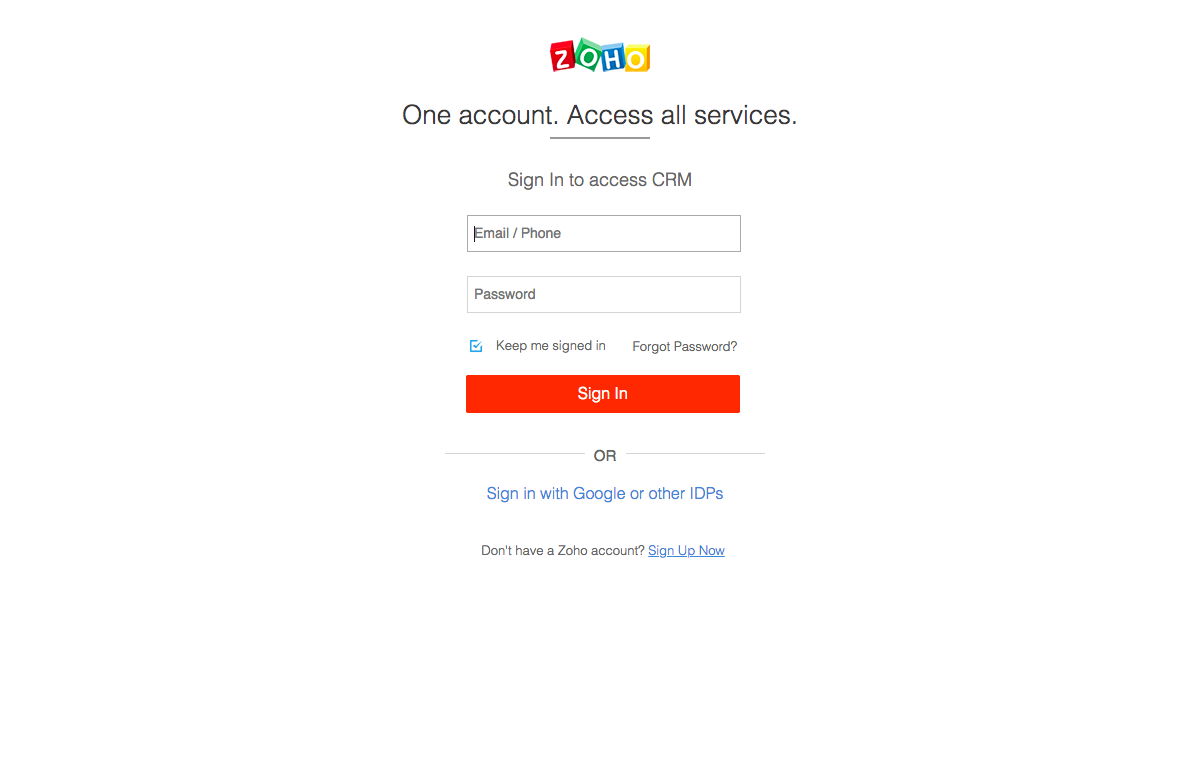 ZOHO
One account. Access all services.
Sign In to access CRM
Email / Phone
Password
Keep me signed in Forgot Password?
Sign In
OR
Sign in with Google or other IDPs
Don't have a Zoho account? Sign Up Now